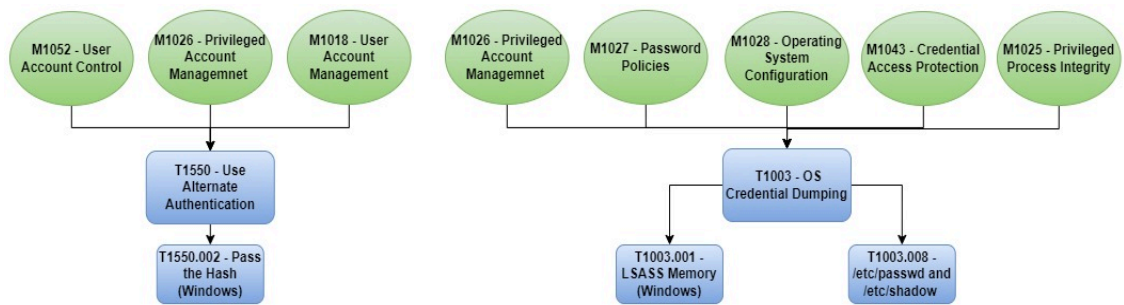 M1052 - User
Account Control
M1026 - Privileged
Account Managemnet
M1018 - User
Account
Management
M1026 - Privileged
Account
Managemnet
M1027 - Password
Policies
M1028 - Operating
System
Configuration
M1043 - Credential
Access Protection
M1025 - Privileged
Process Integrity
T1550 - Use
Alternate
Authentication
T1003 - OS
Credential Dumping
T1550.002 - Pass
the Hash
(Windows)
T1003.001 -
LSASS Memory
(Windows)
T1003.008 -
/etc/passwd and
/etc/shadow